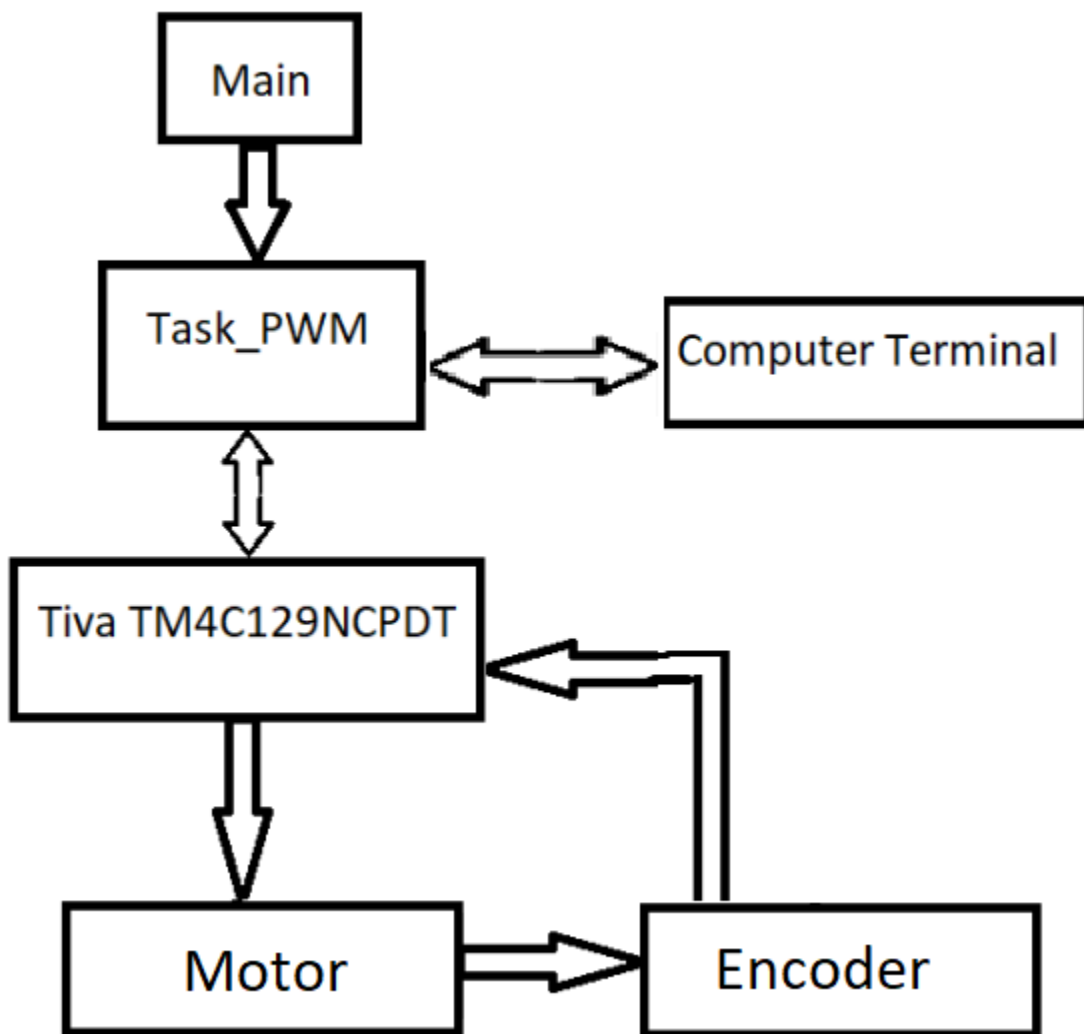 Main
Task_PWM
Computer Terminal
Tiva TM4C129NCPDT
Motor
Encoder